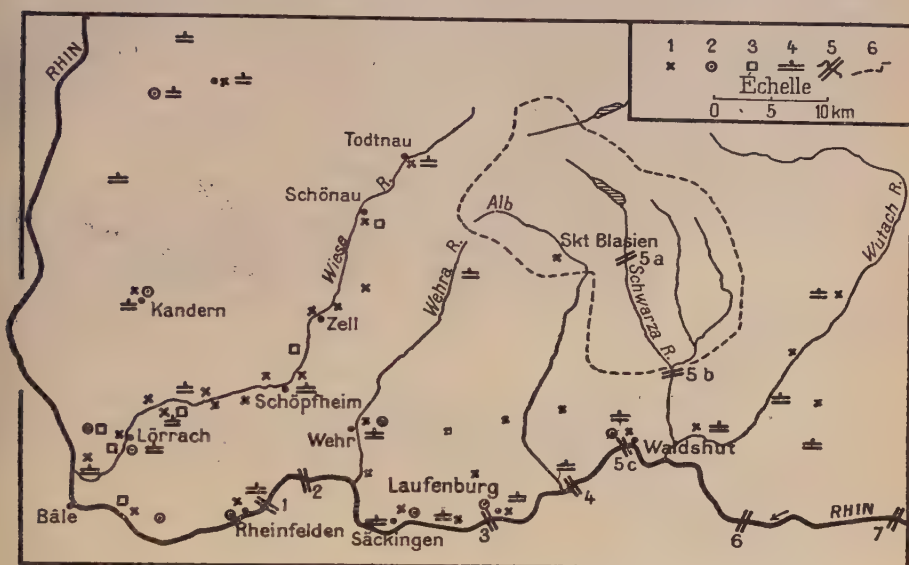 RHIN
1 2 3 4 5 6
Échelle
0 5 10 km
Todtnau
Schönau
Wiese R.
Alb
Skt Blasien
5a
Wehra R.
Schwarza R.
Wutach R.
Kandern
Zell
5b
Schöpfheim
Lörrach
Wehr
Waldshut
5c
Laufenburg
Bâle
1
2
Rheinfelden
Säckingen
3
4
RHIN
6
7